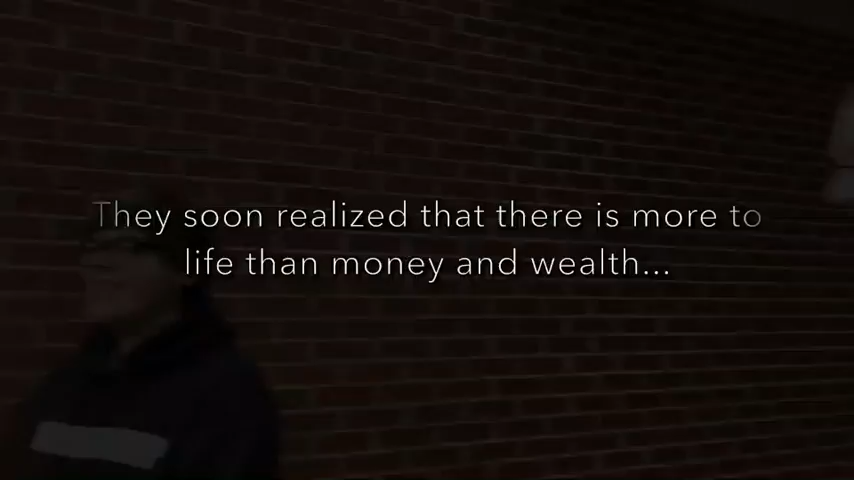 They soon realized that there is more to
life than money and wealth...